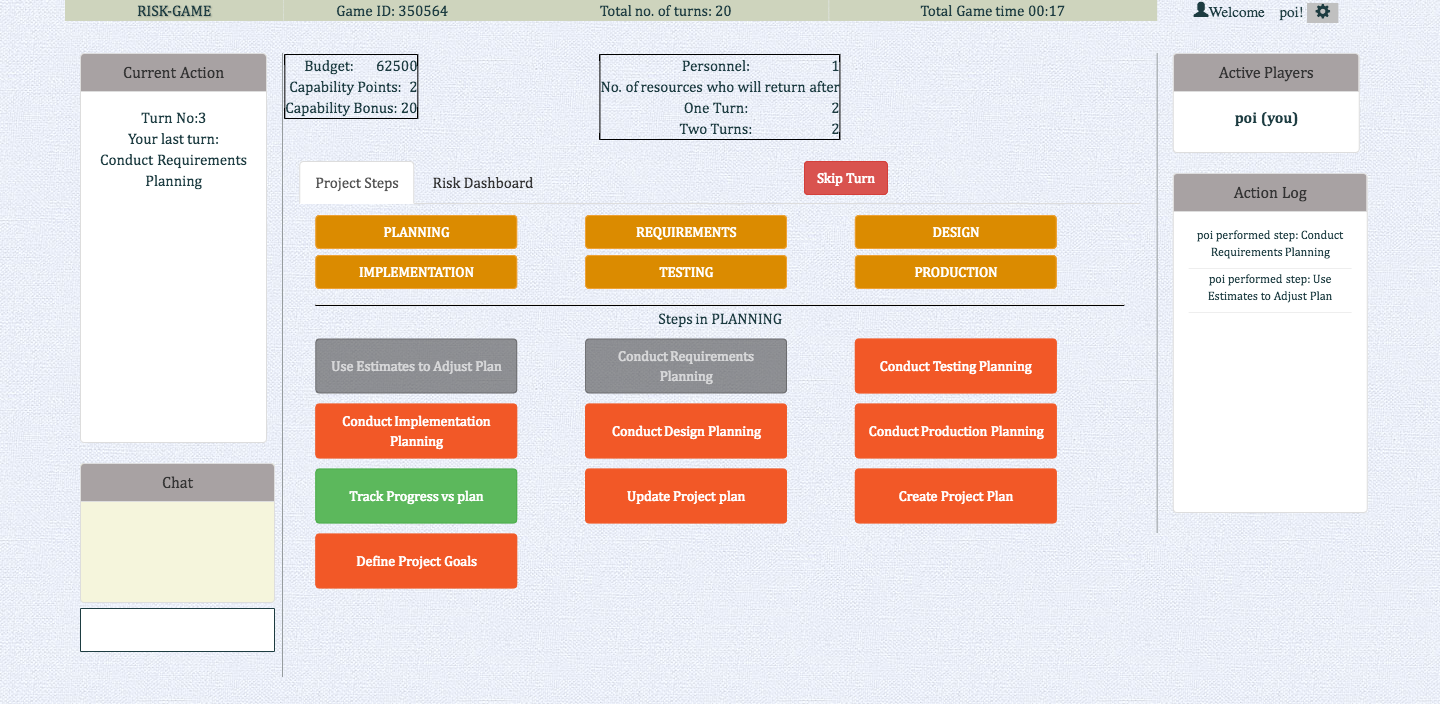 RISK-GAME
Game ID: 350564
Total no. of turns: 20
Total Game time 00:17
Welcome poi!
Current Action
Turn No:3
Your last turn:
Conduct Requirements
Planning
Budget: 62500
Capability Points: 2
Capability Bonus: 20
Personnel: 1
No. of resources who will return after
One Turn: 2
Two Turns: 2
Active Players
poi (you)
Project Steps
Risk Dashboard
Skip Turn
Action Log
poi performed step: Conduct
Requirements Planning
poi performed step: Use
Estimates to Adjust Plan
PLANNING
REQUIREMENTS
DESIGN
IMPLEMENTATION
TESTING
PRODUCTION
Steps in PLANNING
Use Estimates to Adjust Plan
Conduct Requirements
Planning
Conduct Testing Planning
Conduct Implementation
Planning
Conduct Design Planning
Conduct Production Planning
Track Progress vs plan
Update Project plan
Create Project Plan
Define Project Goals
Chat